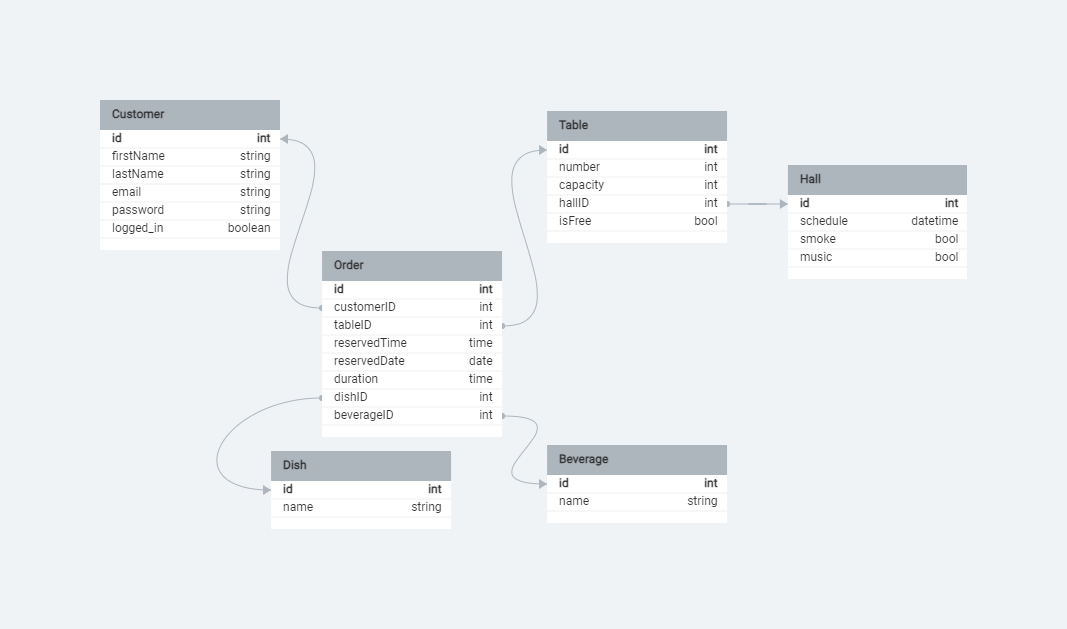 Customer
id int
firstName string
lastName string
email string
password string
logged_in boolean
Table
id int
number int
capacity int
hallID int
isFree bool
Hall
id int
schedule datetime
smoke bool
music bool
Order
id int
customerID int
tableID int
reservedTime time
reservedDate date
duration time
dishID int
beverageID int
Dish
id int
name string
Beverage
id int
name string